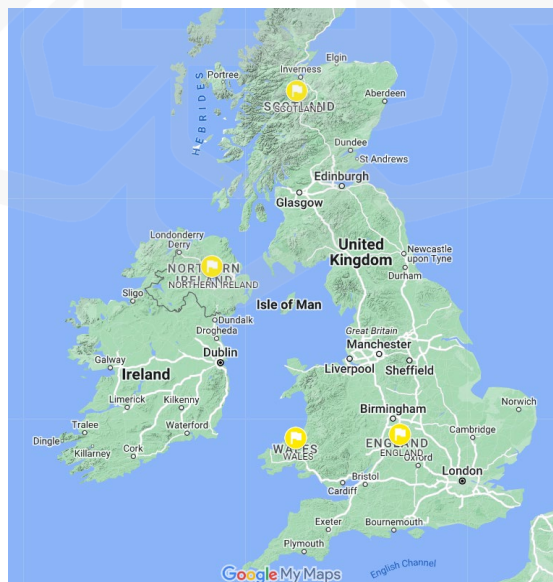 Elgin
Inverness
Portree
SCOTLAND
SCOTLAND
Aberdeen
HEBRIDES
Dundee
St Andrews
Edinburgh
Glasgow
Londonderry
Derry
United
Kingdom
Newcastle
upon Tyne
Durham
NORTHERN
IRELAND
NORTHERN IRELAND
Sligo
Isle of Man
Dundalk
Drogheda
Great Britain
Manchester
Dublin
Galway
Ireland
Liverpool
Sheffield
Limerick
Kilkenny
Norwich
Birmingham
Tralee
Waterford
Cambridge
Dingle
Killarney
Cork
WALES
WALES
ENGLAND
ENGLAND
Oxford
London
Bristol
Cardiff
Exeter
Bournemouth
Plymouth
English Channel
Google My Maps